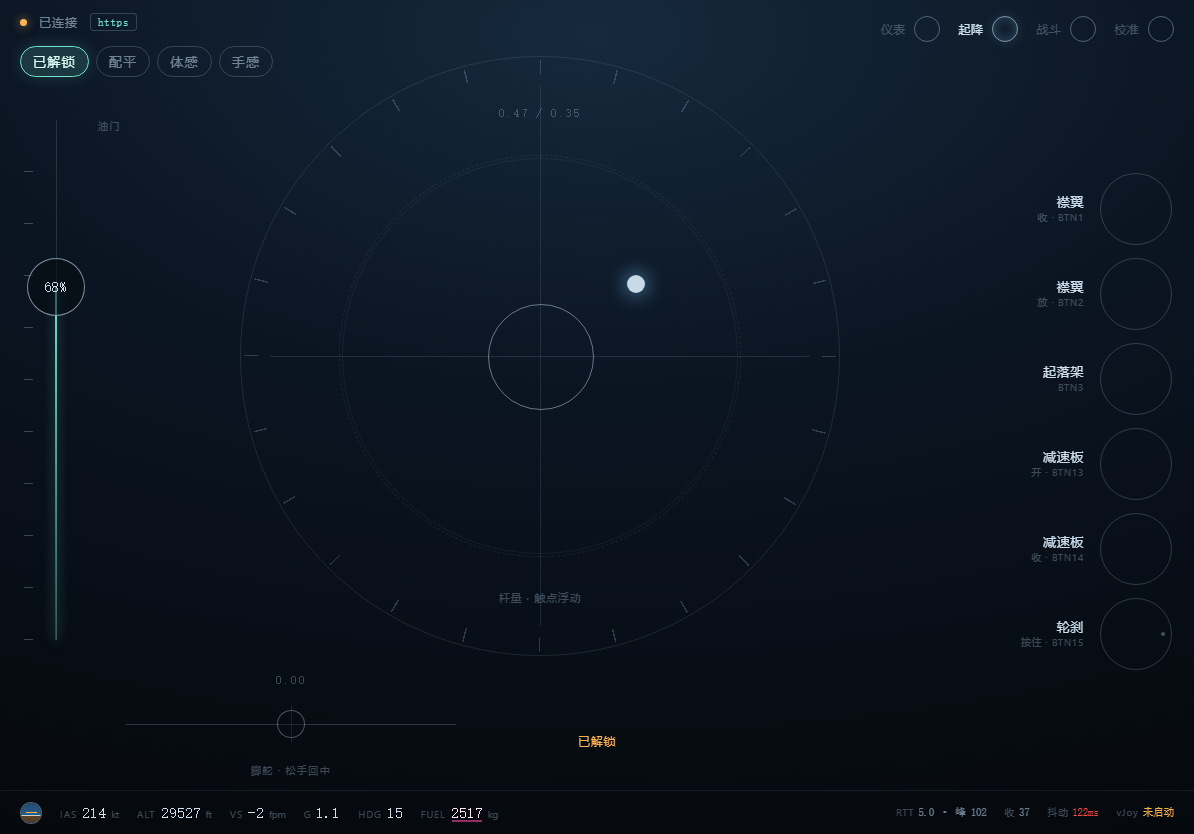 已连接 https
仪表 起降 战斗 校准
已解锁 配平 体感 手感
0.47 / 0.35
油门
68%
襟翼
收 · BTN1
襟翼
放 · BTN2
起落架
BTN3
减速板
开 · BTN13
减速板
收 · BTN14
轮刹
按住 · BTN15
杆量 · 触点浮动
0.00
脚舵 · 松手回中
已解锁
IAS 214 kt ALT 29527 ft VS −2 fpm G 1.1 HDG 15 FUEL 2517 kg
RTT 5.0 · 峰 102 收 37 抖动 122ms vJoy 未启动